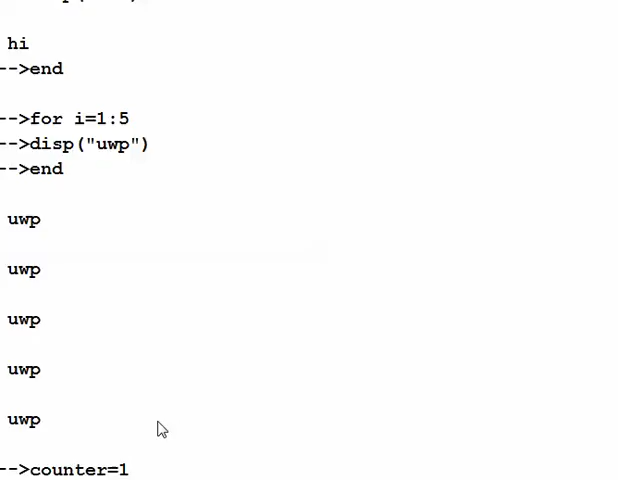 hi
-->end
-->for i=1:5
-->disp("uwp")
-->end
uwp
uwp
uwp
uwp
uwp
-->counter=1